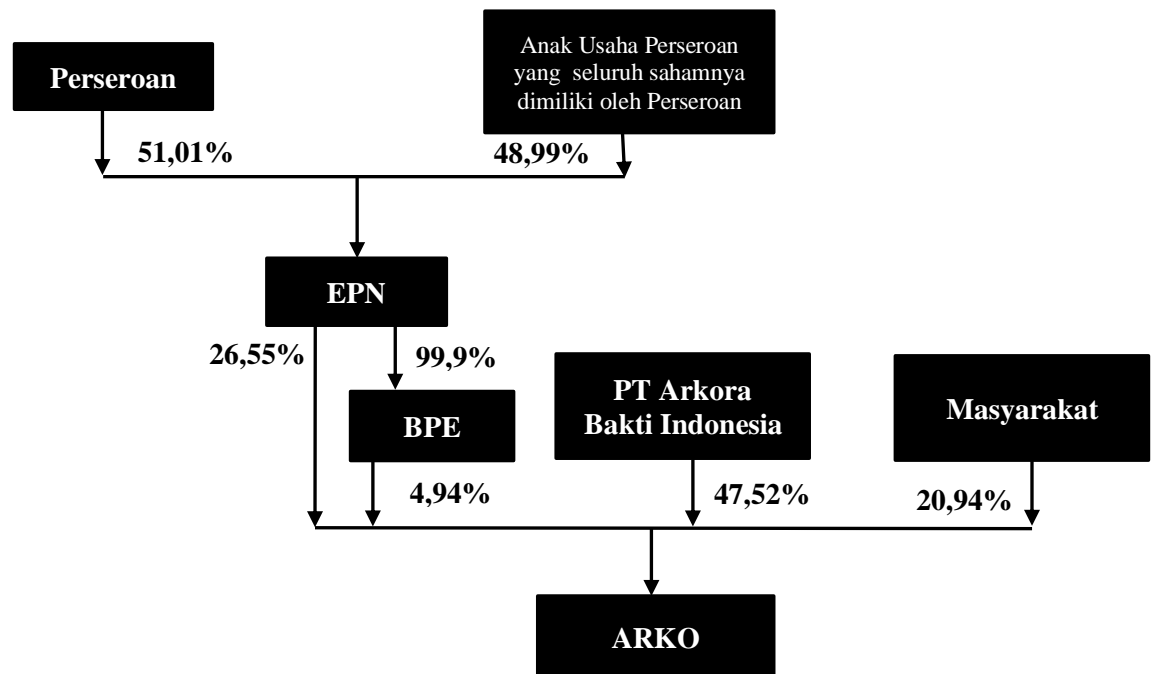 Perseroan
Anak Usaha Perseroan
yang seluruh sahamnya
dimiliki oleh Perseroan
51,01%
48,99%
EPN
26,55%
99,9%
BPE
PT Arkora
Bakti Indonesia
Masyarakat
4,94%
47,52%
20,94%
ARKO